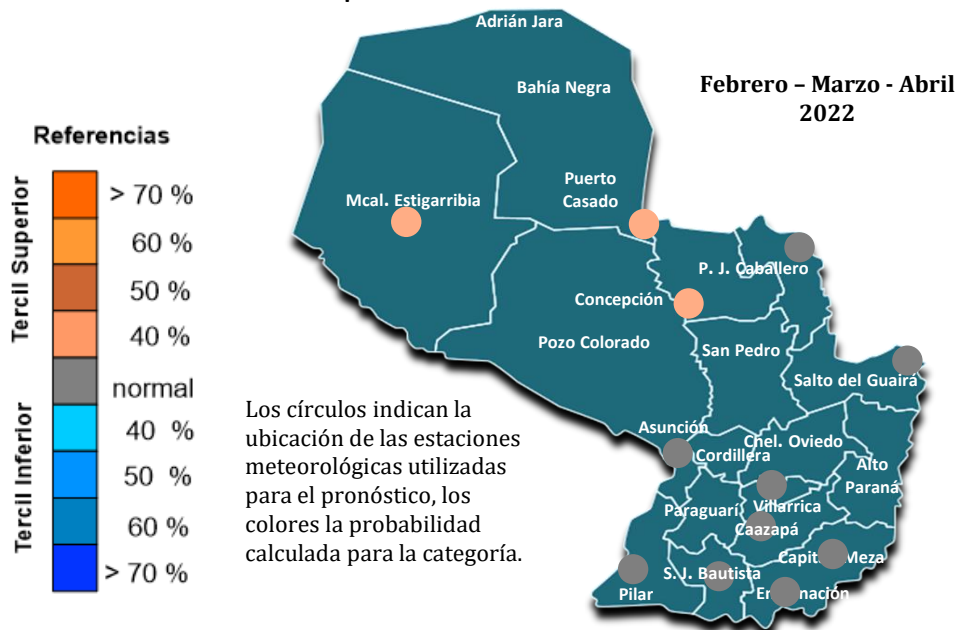 Adrián Jara
Bahía Negra
Febrero – Marzo - Abril
2022
Referencias
Tercil Superior
> 70 %
60 %
50 %
40 %
normal
Tercil Inferior
40 %
50 %
60 %
> 70 %
Puerto
Casado
Mcal. Estigarribia
P. J. Caballero
Concepción
Pozo Colorado
San Pedro
Salto del Guairá
Los círculos indican la
ubicación de las estaciones
meteorológicas utilizadas
para el pronóstico, los
colores la probabilidad
calculada para la categoría.
Asunción
Cordillera
Chel. Oviedo
Alto
Paraná
Paraguarí
Villarrica
Caazapá
Meza
S. J. Bautista
Pilar